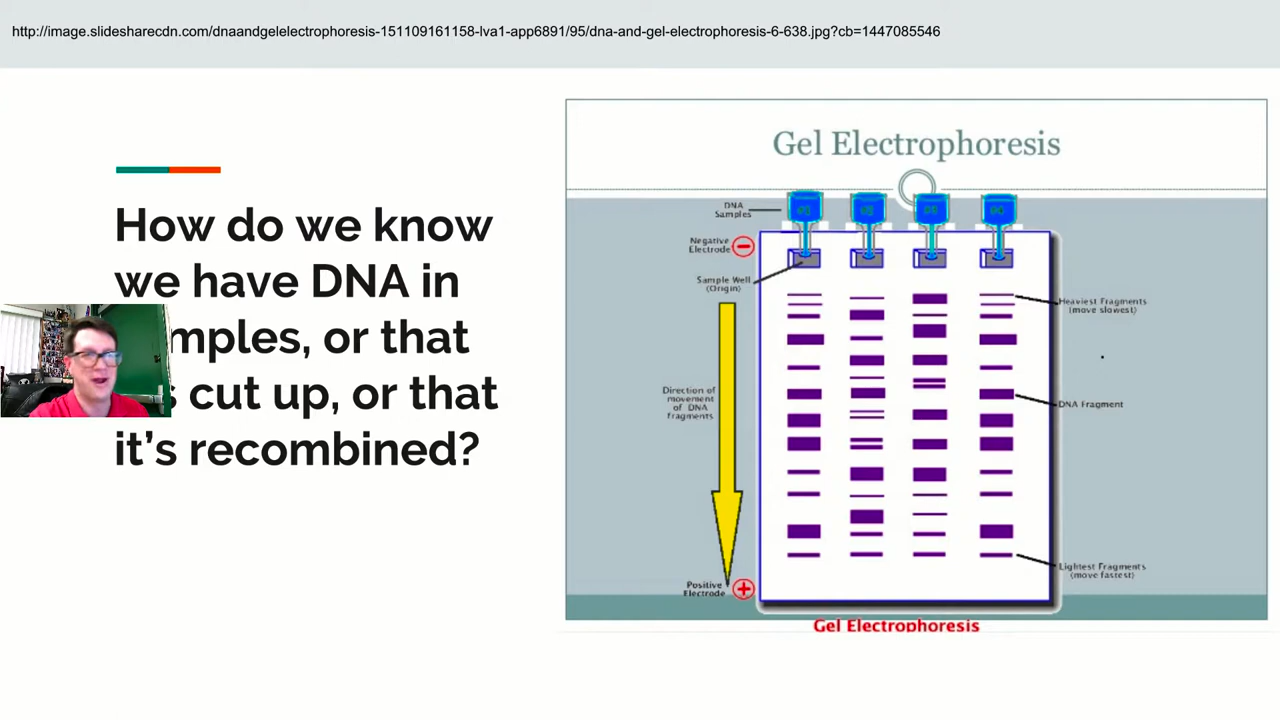 http://image.slidesharecdn.com/dnaandgelelectrophoresis-151109161158-lva1-app6891/95/dna-and-gel-electrophoresis-6-638.jpg?cb=1447085546
How do we know
we have DNA in
mples, or that
s cut up, or that
it's recombined?
Gel Electrophoresis
DNA
Samples
Negative
Electrode
Sample Well
(Origin)
Heaviest Fragments
(move slowest)
Direction of
movement
of DNA
fragments
DNA Fragment
Lightest Fragments
(move fastest)
Positive
Electrode
Gel Electrophoresis